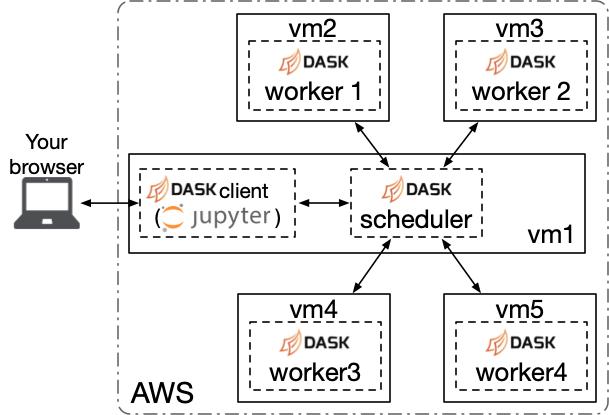 vm2
DASK
worker 1
vm3
DASK
worker 2
Your
browser
DASK client
( jupyter )
DASK
scheduler
vm1
vm4
DASK
worker3
vm5
DASK
worker4
AWS